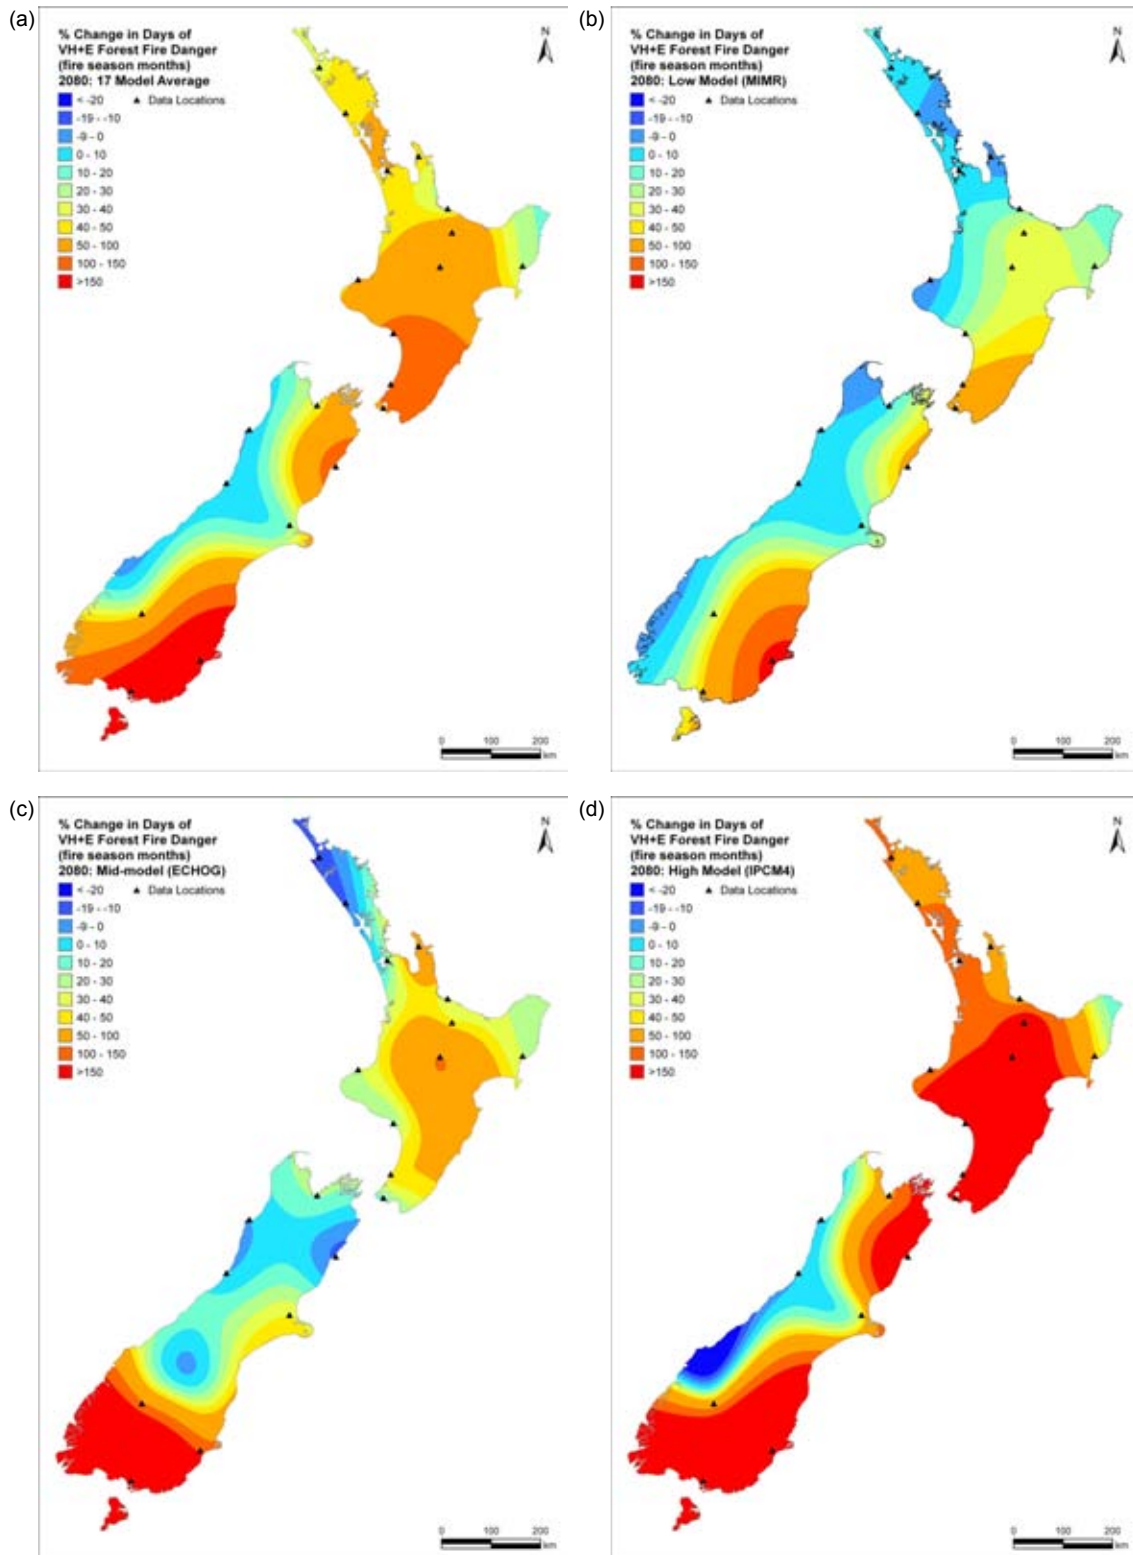 (a)
% Change in Days of
VH+E Forest Fire Danger
(fire season months)
2080: 17 Model Average
< -20 ▲ Data Locations
-19 - -10
-9 - 0
0 - 10
10 - 20
20 - 30
30 - 40
40 - 50
50 - 100
100 - 150
>150
N
0 100 200
km
(b)
% Change in Days of
VH+E Forest Fire Danger
(fire season months)
2080: Low Model (MIMR)
< -20 ▲ Data Locations
-19 - -10
-9 - 0
0 - 10
10 - 20
20 - 30
30 - 40
40 - 50
50 - 100
100 - 150
>150
N
0 100 200
km
(c)
% Change in Days of
VH+E Forest Fire Danger
(fire season months)
2080: Mid-model (ECHOG)
< -20 ▲ Data Locations
-19 - -10
-9 - 0
0 - 10
10 - 20
20 - 30
30 - 40
40 - 50
50 - 100
100 - 150
>150
N
0 100 200
km
(d)
% Change in Days of
VH+E Forest Fire Danger
(fire season months)
2080: High Model (IPCM4)
< -20 ▲ Data Locations
-19 - -10
-9 - 0
0 - 10
10 - 20
20 - 30
30 - 40
40 - 50
50 - 100
100 - 150
>150
N
0 100 200
km